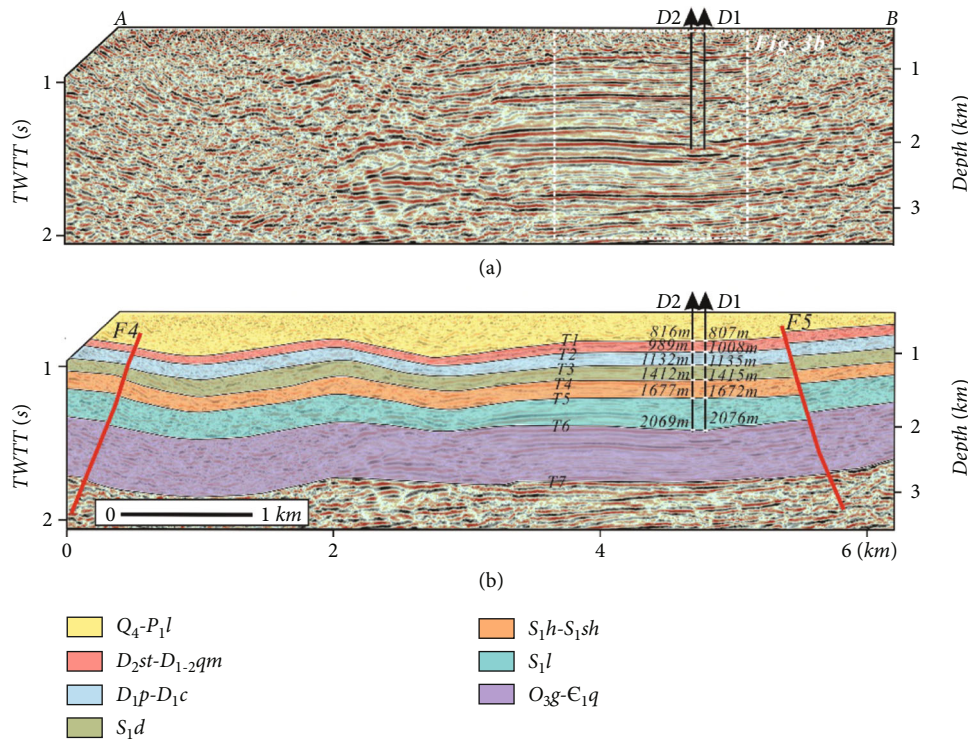 A D2 D1 B
Fig. 3b
1 1
2
TWTT (s) Depth (km)
2 3
(a)
D2 D1
F4 F5
T1 816m 807m
989m 1008m
T2 1132m 1135m
T3 1412m 1415m
T4 1677m 1672m
T5
T6 2069m 2076m
T7
1 1
2
TWTT (s) Depth (km)
2 3
0 1 km
0 2 4 6 (km)
(b)
Q₄-P₁l
D₂st-D₁₋₂qm
D₁p-D₁c
S₁d
S₁h-S₁sh
S₁l
O₃g-Є₁q